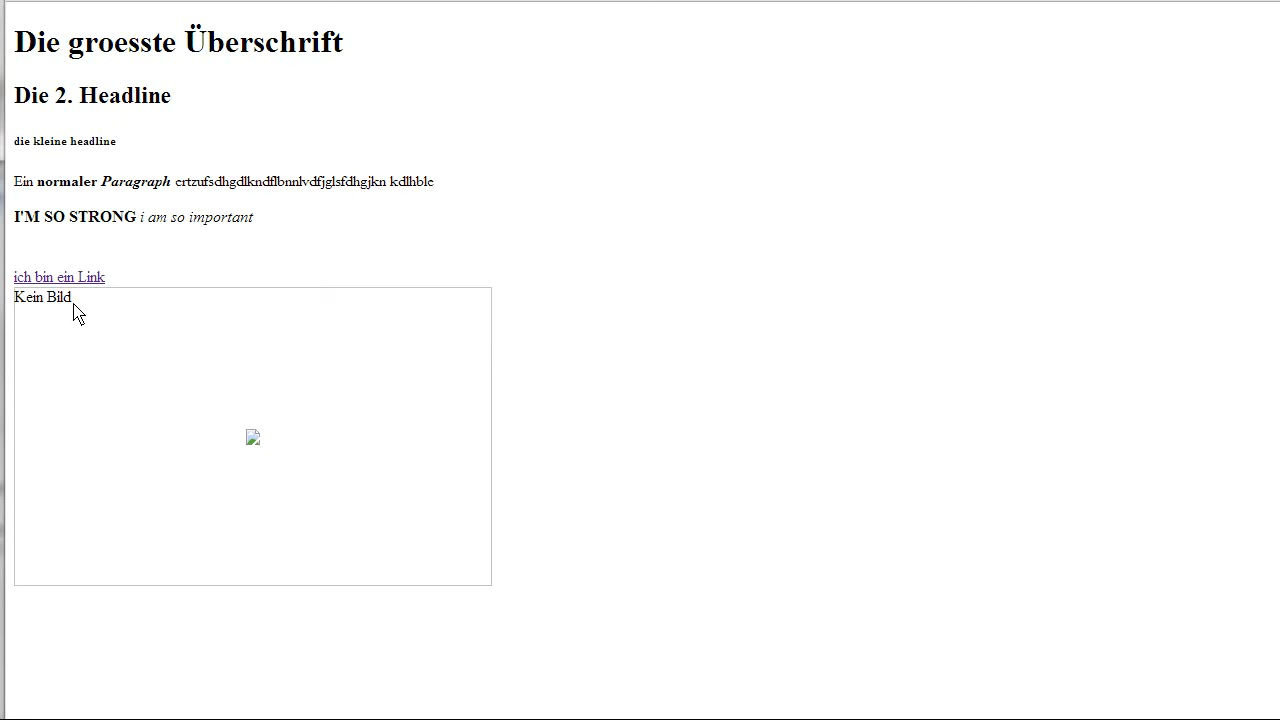 Die groesste Überschrift
Die 2. Headline
die kleine headline
Ein normaler Paragraph ertzufsdhgdlkndflbnnlvdfjglsfdhgjkn kdlhble
I'M SO STRONG i am so important
ich bin ein Link
Kein Bild